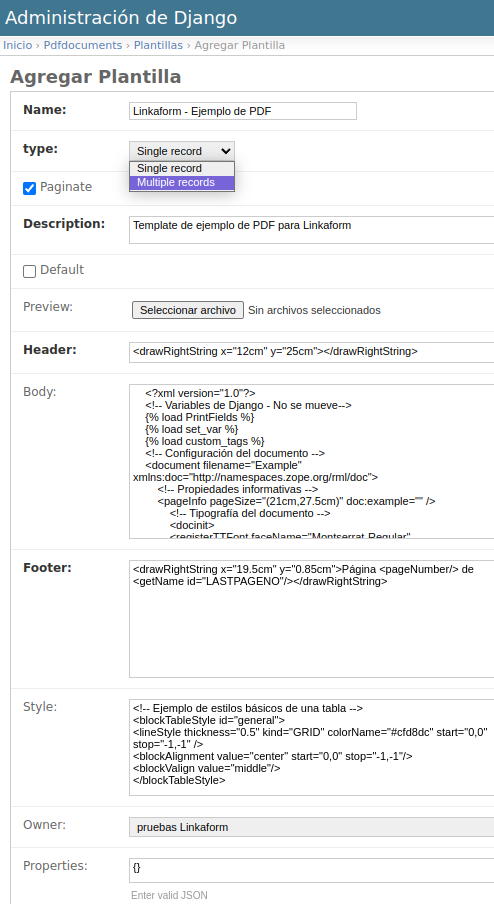 Administración de Django
Inicio › Pdfdocuments › Plantillas › Agregar Plantilla
Agregar Plantilla
Name:
Linkaform - Ejemplo de PDF
type:
Single record
Single record
Multiple records
Paginate
Description:
Template de ejemplo de PDF para Linkaform
Default
Preview:
Seleccionar archivo Sin archivos seleccionados
Header:
<drawRightString x="12cm" y="25cm"></drawRightString>
Body:
<?xml version="1.0"?>
<!-- Variables de Django - No se mueve-->
{% load PrintFields %}
{% load set_var %}
{% load custom_tags %}
<!-- Configuración del documento -->
<document filename="Example"
xmlns:doc="http://namespaces.zope.org/rml/doc">
<!-- Propiedades informativas -->
<pageInfo pageSize="(21cm,27.5cm)" doc:example="" />
<!-- Tipografía del documento -->
<docinit>
<registerTTFont faceName="Montserrat-Regular"
Footer:
<drawRightString x="19.5cm" y="0.85cm">Página <pageNumber/> de
<getName id="LASTPAGENO"/></drawRightString>
Style:
<!-- Ejemplo de estilos básicos de una tabla -->
<blockTableStyle id="general">
<lineStyle thickness="0.5" kind="GRID" colorName="#cfd8dc" start="0,0"
stop="-1,-1" />
<blockAlignment value="center" start="0,0" stop="-1,-1"/>
<blockValign value="middle"/>
</blockTableStyle>
Owner:
pruebas Linkaform
Properties:
{}
Enter valid JSON